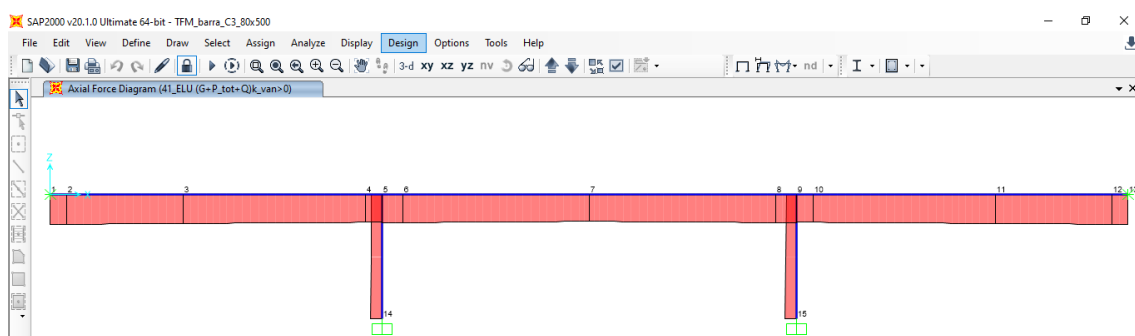 SAP2000 v20.1.0 Ultimate 64-bit - TFM_barra_C3_80x500
File Edit View Define Draw Select Assign Analyze Display Design Options Tools Help
3-d xy xz yz nv nd
Axial Force Diagram (41_ELU (G+P_tot+Q)k_van>0)
Z
1 2 3 4 5 6 7 8 9 10 11 12
14 15